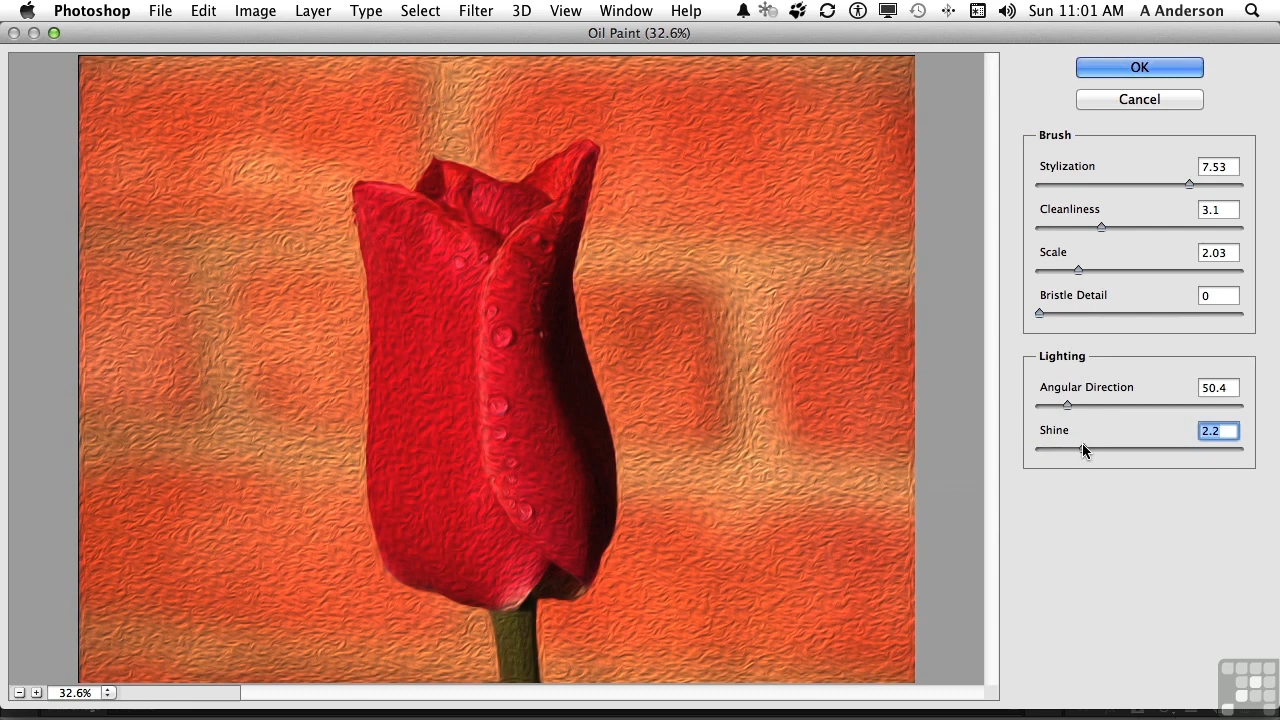 Photoshop File Edit Image Layer Type Select Filter 3D View Window Help Sun 11:01 AM A Anderson
Oil Paint (32.6%)
OK
Cancel
Brush
Stylization 7.53
Cleanliness 3.1
Scale 2.03
Bristle Detail 0
Lighting
Angular Direction 50.4
Shine 2.2
32.6%